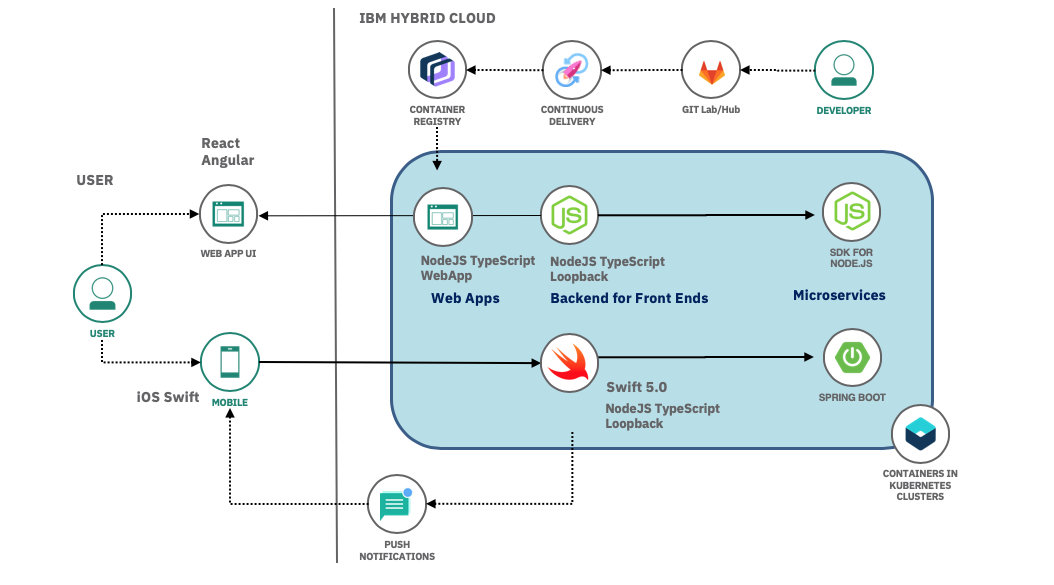 IBM HYBRID CLOUD
CONTAINER
REGISTRY
CONTINUOUS
DELIVERY
GIT Lab/Hub
DEVELOPER
React
Angular
USER
WEB APP UI
USER
NodeJS TypeScript
WebApp
Web Apps
JS
NodeJS TypeScript
Loopback
Backend for Front Ends
JS
SDK FOR
NODE.JS
Microservices
iOS Swift
MOBILE
Swift 5.0
NodeJS TypeScript
Loopback
SPRING BOOT
CONTAINERS IN
KUBERNETES
CLUSTERS
PUSH
NOTIFICATIONS